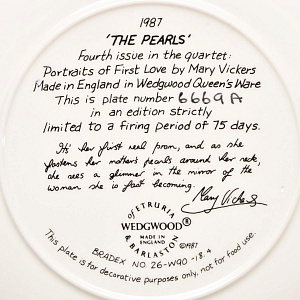 1987
'THE PEARLS'
Fourth issue in the quartet:
Portraits of First Love by Mary Vickers
Made in England in Wedgwood Queen's Ware
This is plate number 6669A
in an edition strictly
limited to a firing period of 75 days.
It's her first real prom, and as she
fastens her mother's pearls around her neck,
she sees a glimmer in the mirror of the
woman she is fast becoming.
Mary Vickers
of ETRURIA
WEDGWOOD®
MADE IN
ENGLAND
& BARLASTON
©1987
BRADEX NO. 26-W90-18.4
This plate is for decorative purposes only, not for food use.